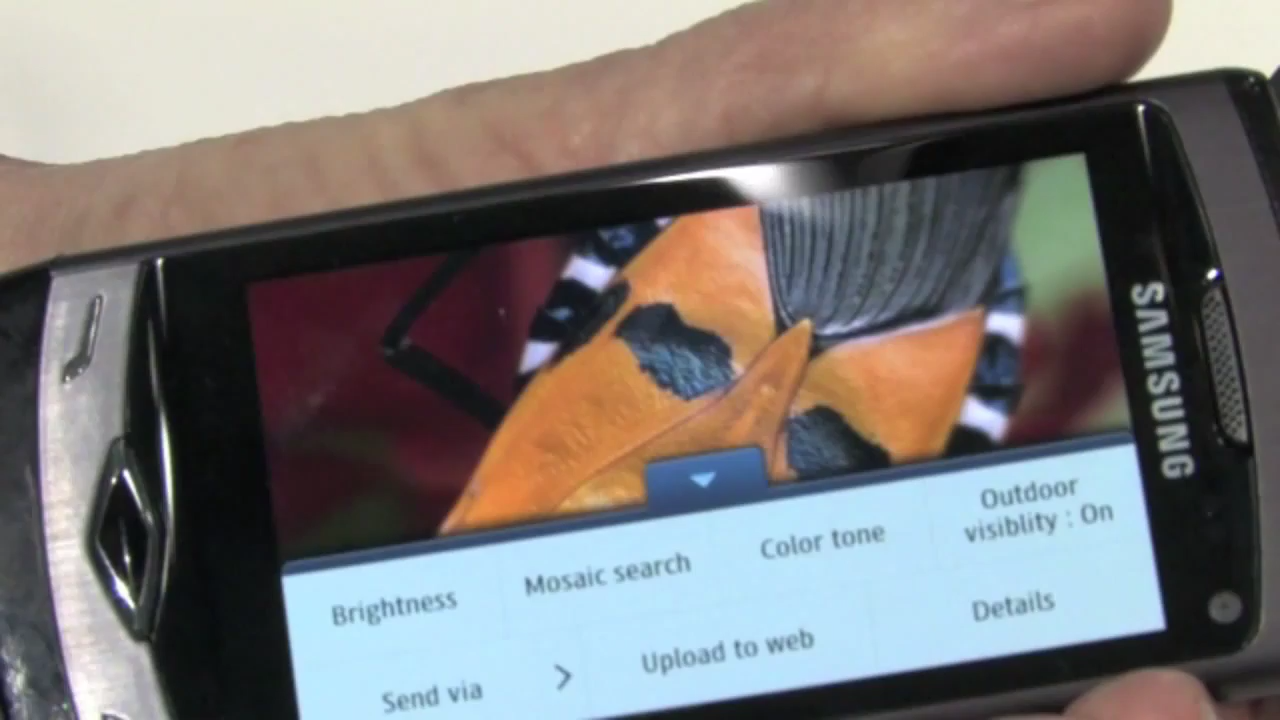 SAMSUNG
Brightness
Mosaic search
Color tone
Outdoor
visiblity : On
Send via
Upload to web
Details